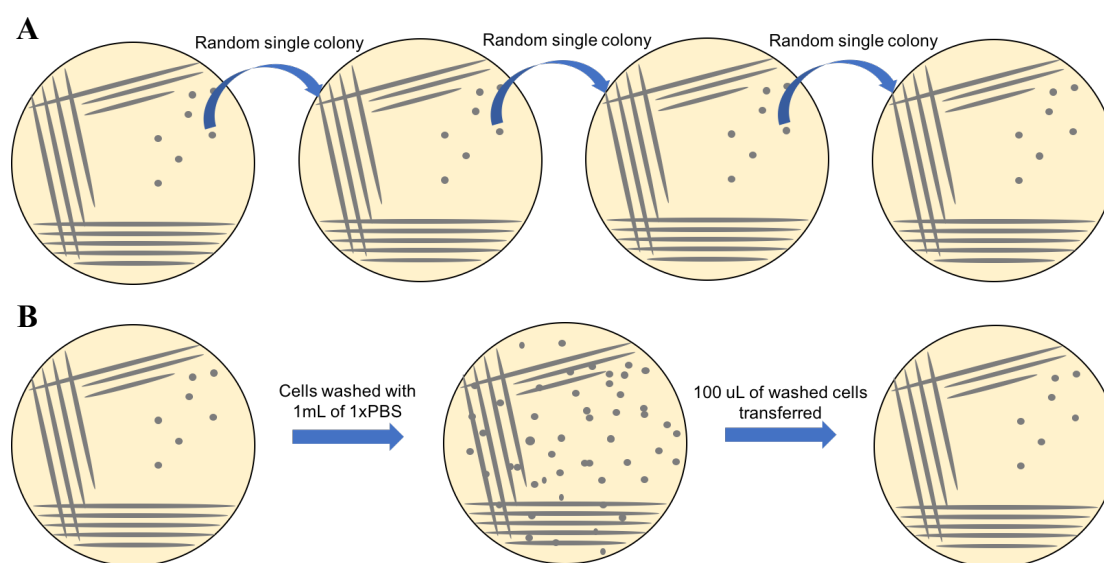 A
Random single colony
Random single colony
Random single colony
B
Cells washed with
1mL of 1xPBS
100 uL of washed cells
transferred